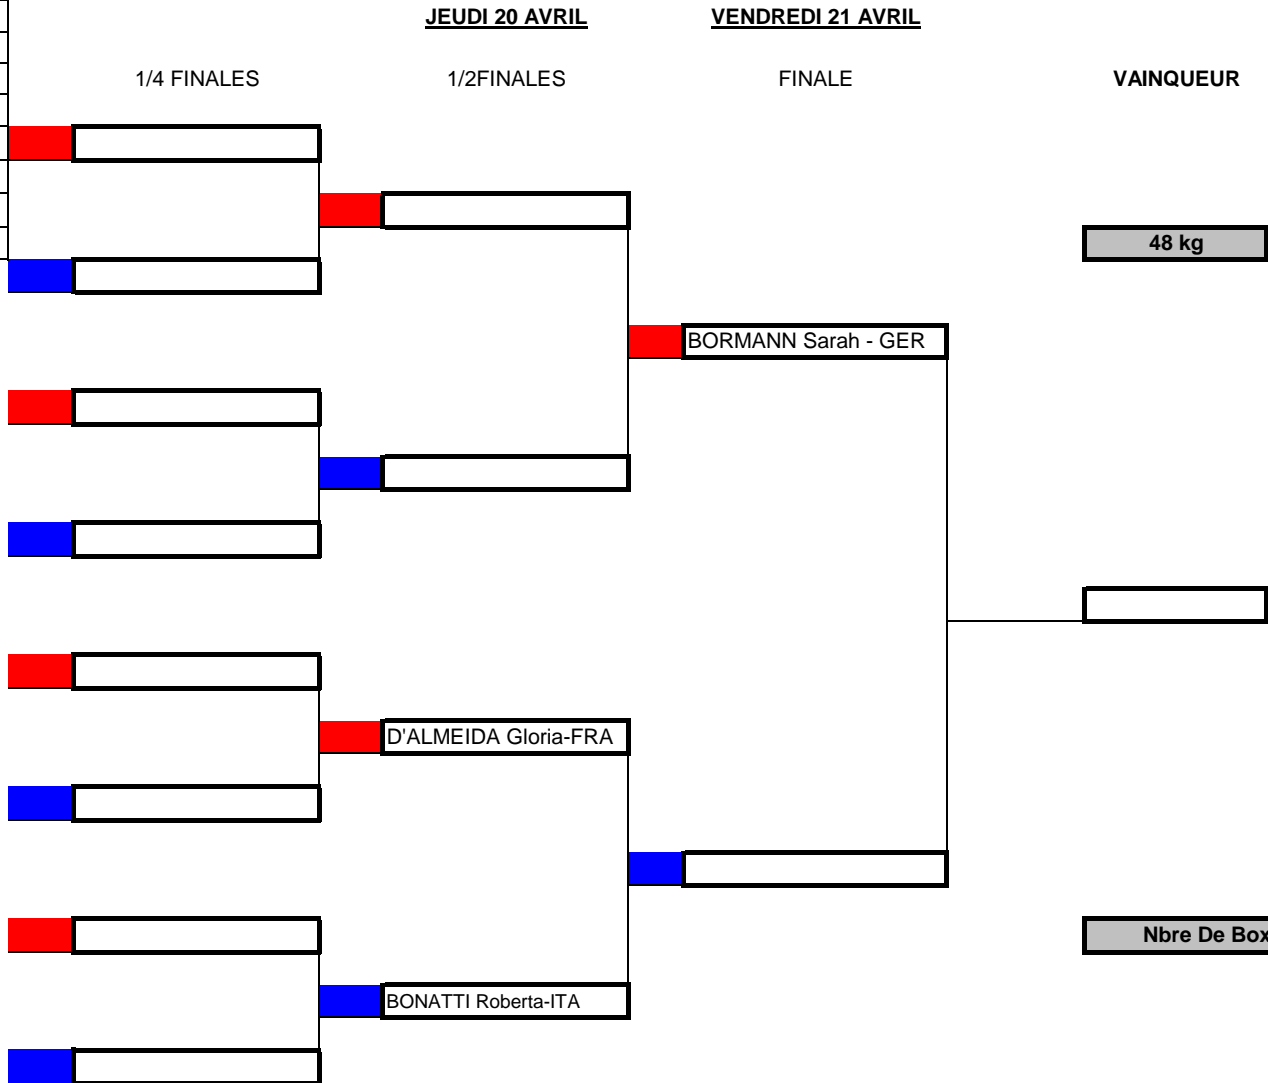 JEUDI 20 AVRIL VENDREDI 21 AVRIL
1/4 FINALES 1/2FINALES FINALE VAINQUEUR
48 kg
BORMANN Sarah - GER
D'ALMEIDA Gloria-FRA
Nbre De Box
BONATTI Roberta-ITA